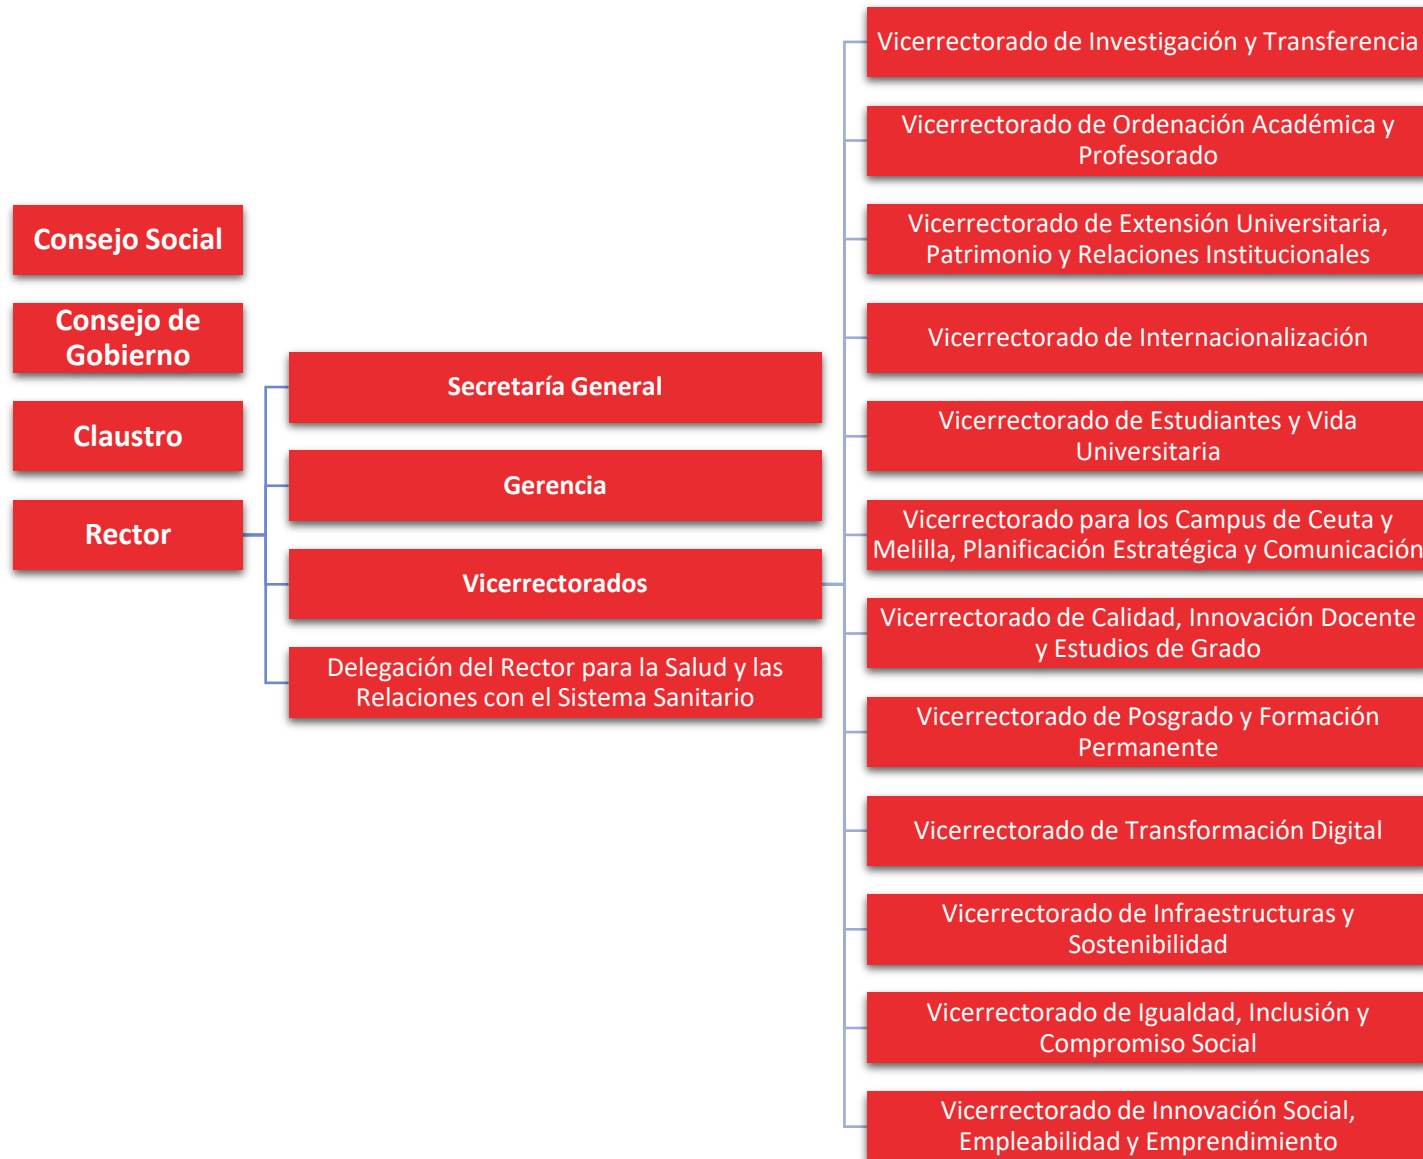 Consejo Social
Consejo de
Gobierno
Claustro
Rector
Secretaría General
Gerencia
Vicerrectorados
Delegación del Rector para la Salud y las
Relaciones con el Sistema Sanitario
Vicerrectorado de Investigación y Transferencia
Vicerrectorado de Ordenación Académica y
Profesorado
Vicerrectorado de Extensión Universitaria,
Patrimonio y Relaciones Institucionales
Vicerrectorado de Internacionalización
Vicerrectorado de Estudiantes y Vida
Universitaria
Vicerrectorado para los Campus de Ceuta y
Melilla, Planificación Estratégica y Comunicación
Vicerrectorado de Calidad, Innovación Docente
y Estudios de Grado
Vicerrectorado de Posgrado y Formación
Permanente
Vicerrectorado de Transformación Digital
Vicerrectorado de Infraestructuras y
Sostenibilidad
Vicerrectorado de Igualdad, Inclusión y
Compromiso Social
Vicerrectorado de Innovación Social,
Empleabilidad y Emprendimiento